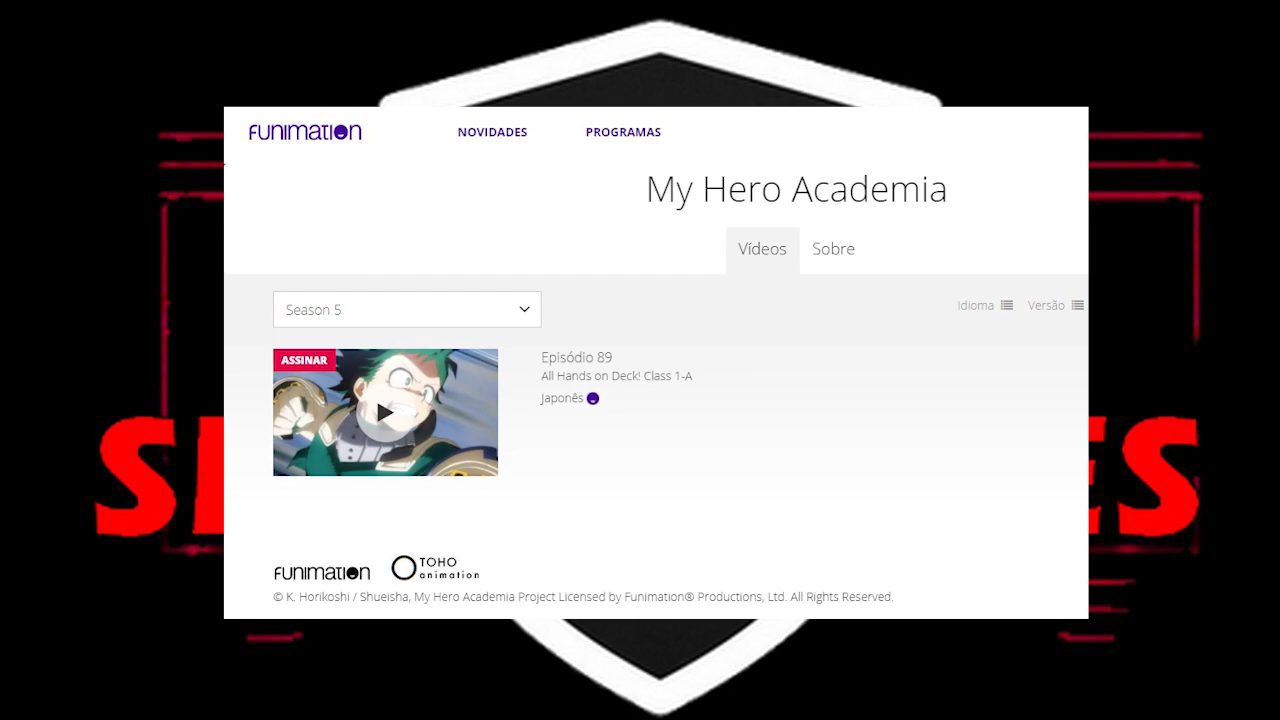 FUNIMATION
NOVIDADES PROGRAMAS
My Hero Academia
Vídeos Sobre
Season 5
Idioma Versão
ASSINAR
Episódio 89
All Hands on Deck! Class 1-A
Japonês
FUNIMATION
TOHO
animation
© K. Horikoshi / Shueisha, My Hero Academia Project Licensed by Funimation® Productions, Ltd. All Rights Reserved.